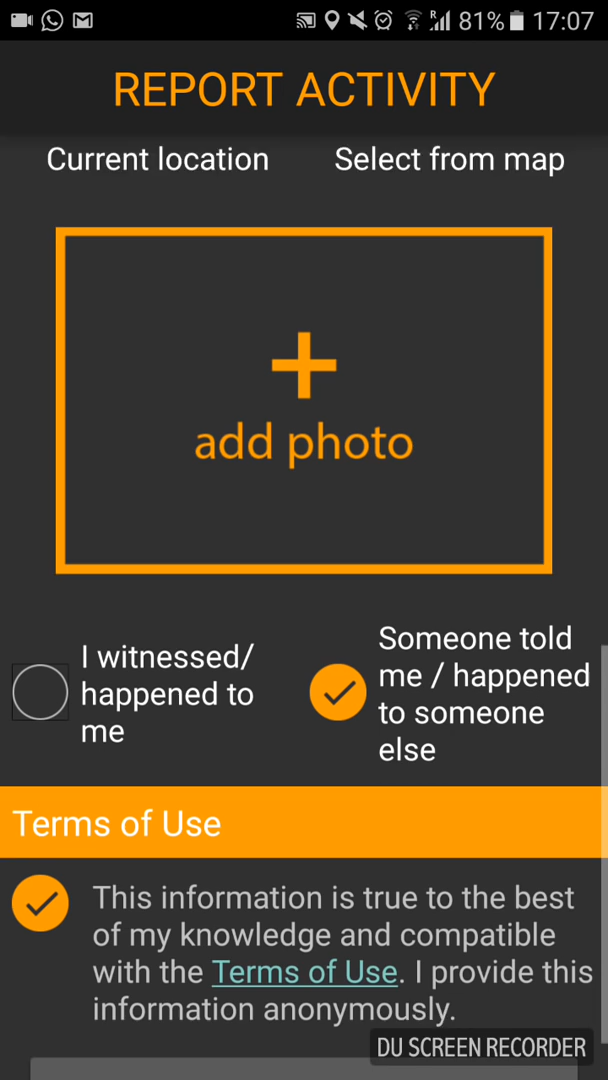 81% 17:07
REPORT ACTIVITY
Current location Select from map
add photo
I witnessed/
happened to
me
Someone told
me / happened
to someone
else
Terms of Use
This information is true to the best
of my knowledge and compatible
with the Terms of Use. I provide this
information anonymously.
DU SCREEN RECORDER